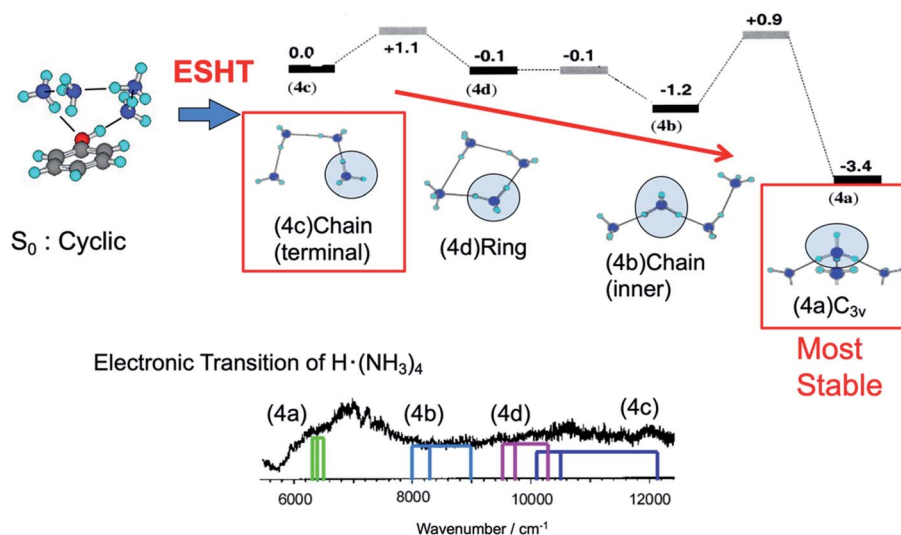 0.0
+1.1
-0.1
-0.1
-1.2
+0.9
-3.4
(4c)
(4d)
(4b)
(4a)
ESHT
S₀ : Cyclic
(4c)Chain
(terminal)
(4d)Ring
(4b)Chain
(inner)
(4a)C₃ᵥ
Most
Stable
Electronic Transition of H·(NH₃)₄
(4a)
(4b)
(4d)
(4c)
6000
8000
10000
12000
Wavenumber / cm⁻¹